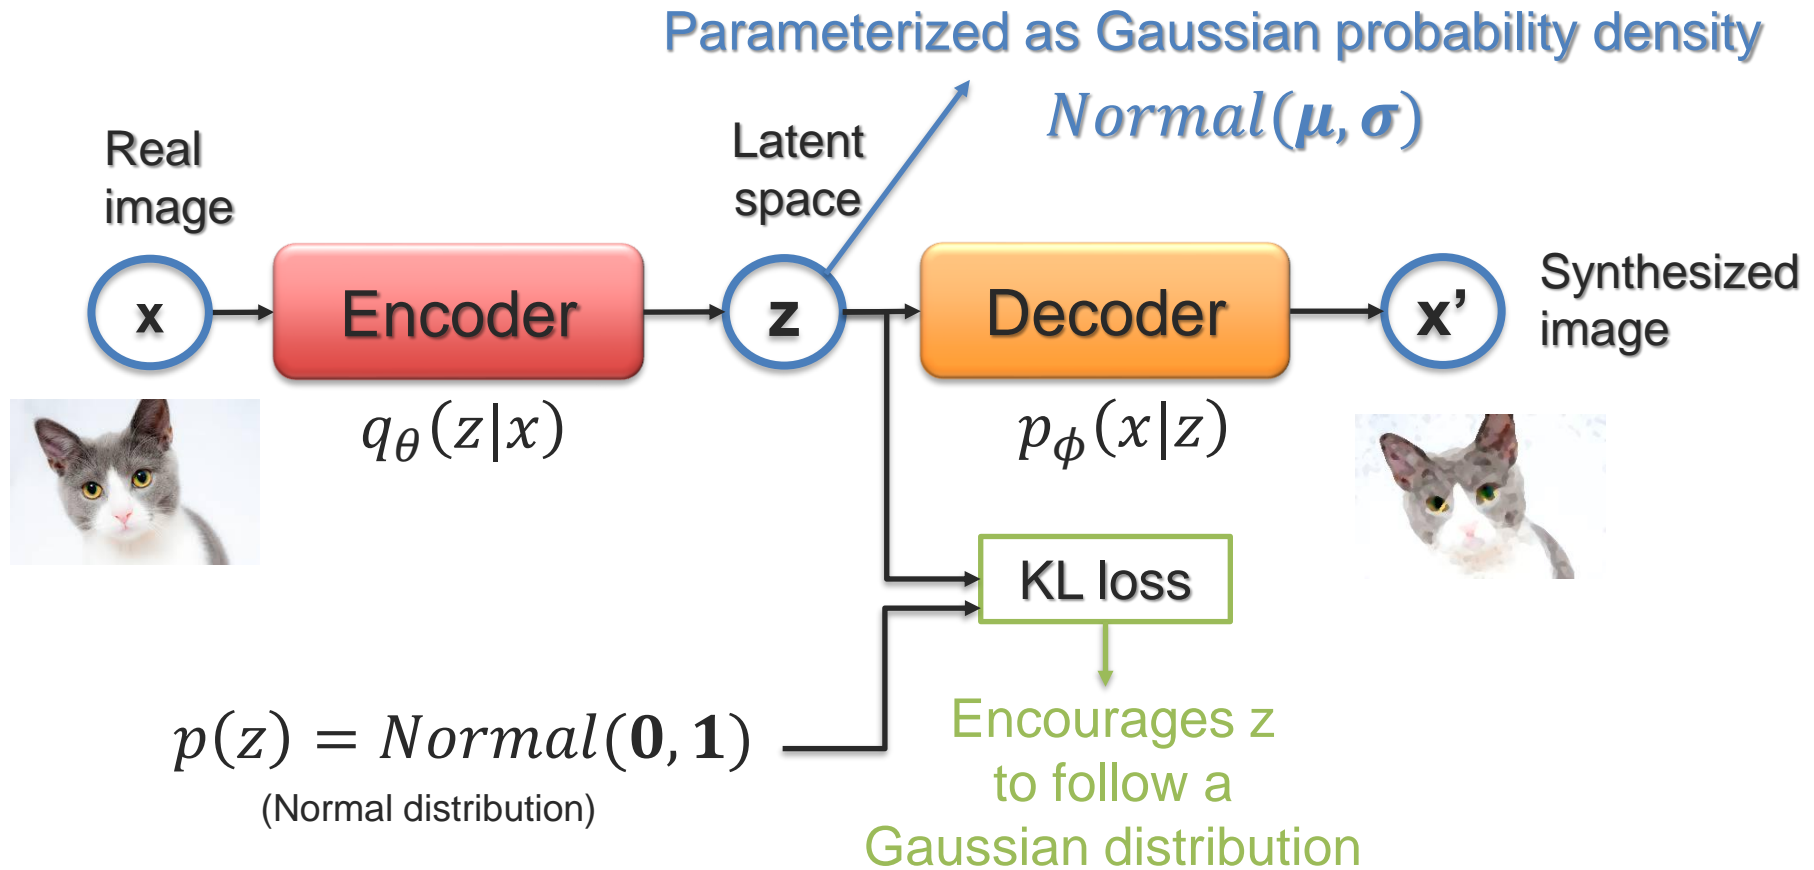 Parameterized as Gaussian probability density
Normal(μ, σ)
Real
image
Latent
space
x
Encoder
z
Decoder
x’
Synthesized
image
qθ(z|x)
pϕ(x|z)
KL loss
p(z) = Normal(0, 1)
(Normal distribution)
Encourages z
to follow a
Gaussian distribution